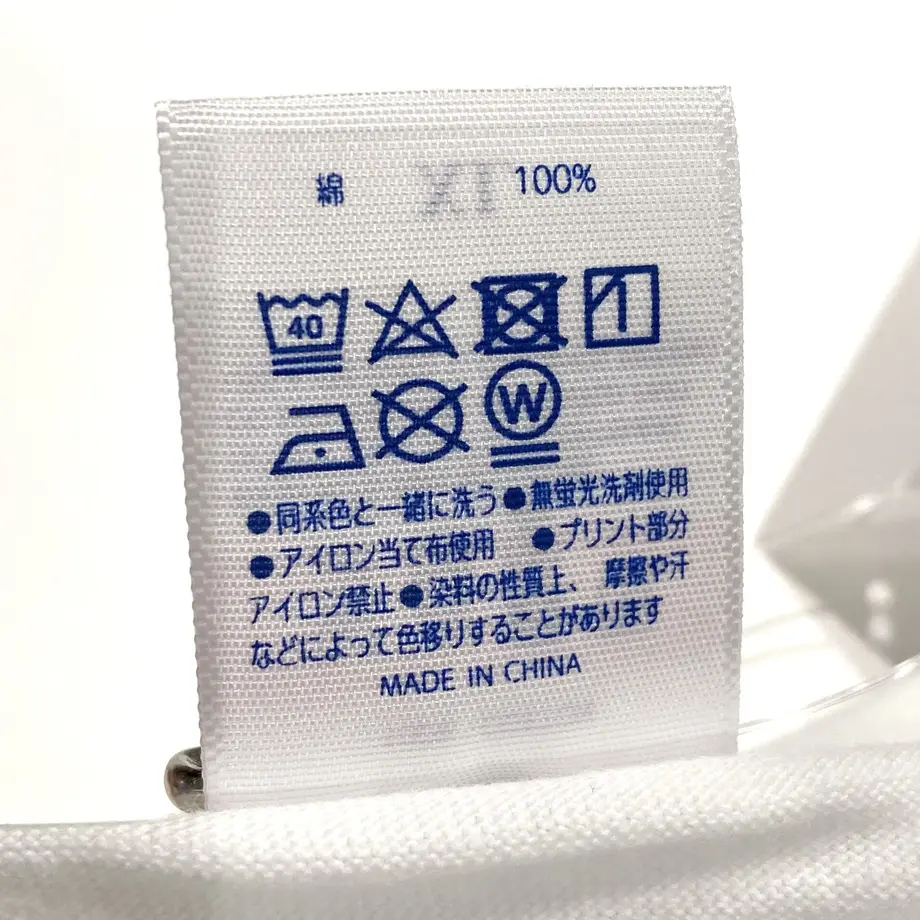 綿 100%
40
W
●同系色と一緒に洗う●無蛍光洗剤使用
●アイロン当て布使用 ●プリント部分
アイロン禁止●染料の性質上、摩擦や汗
などによって色移りすることがあります
MADE IN CHINA